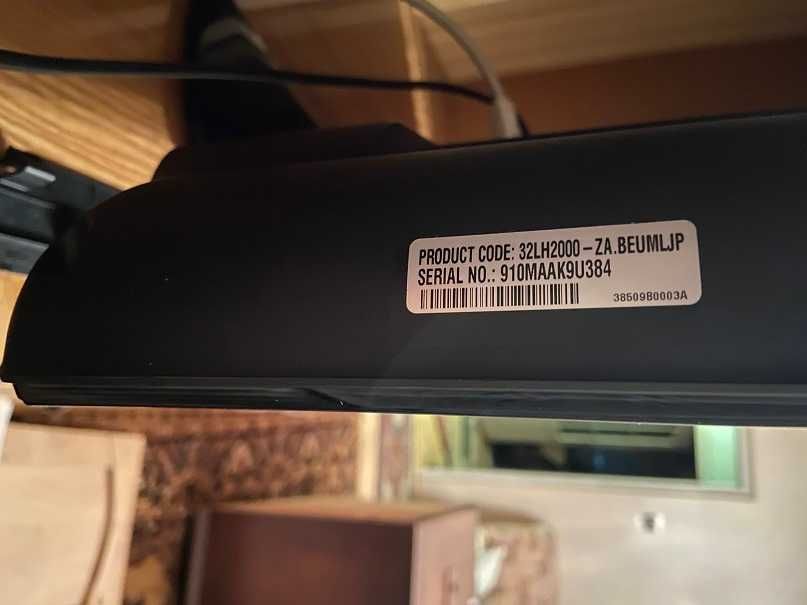 PRODUCT CODE: 32LH2000-ZA.BEUMLJP
SERIAL NO.: 910MAAK9U384
38509B0003A